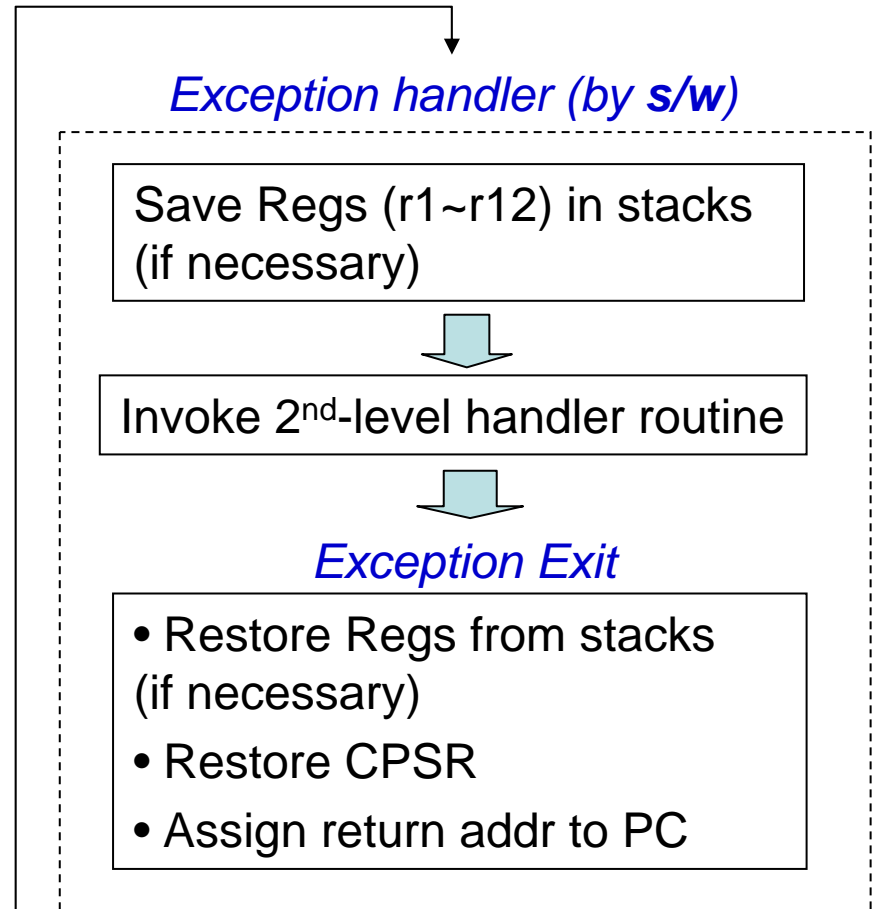 Exception handler (by s/w)
Save Regs (r1~r12) in stacks
(if necessary)
Invoke 2nd-level handler routine
Exception Exit
• Restore Regs from stacks
(if necessary)
• Restore CPSR
• Assign return addr to PC